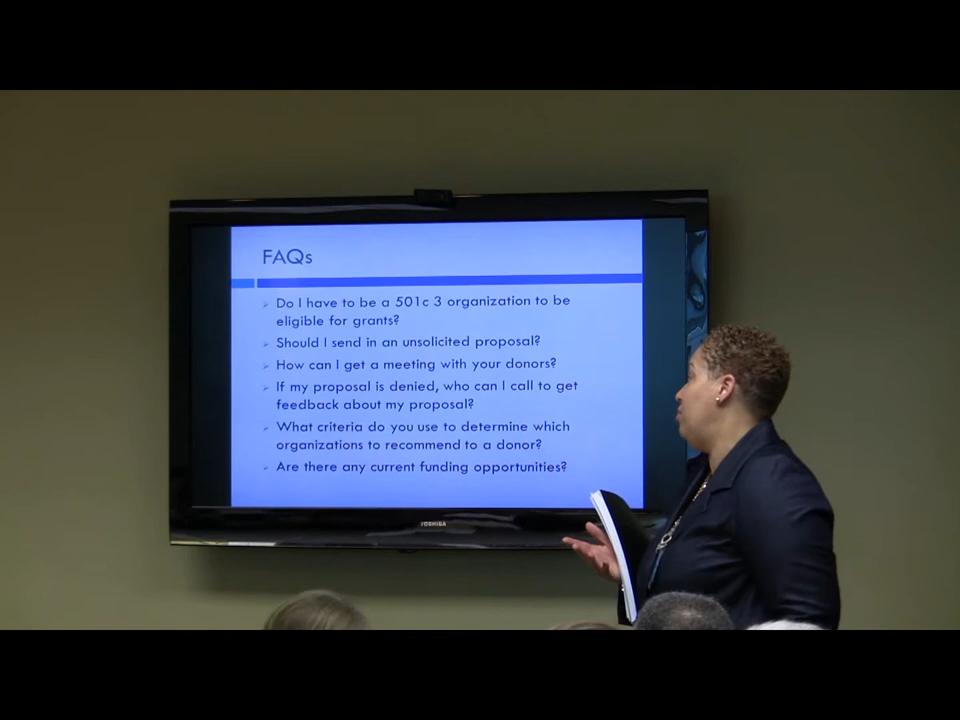 FAQs
Do I have to be a 501c 3 organization to be
eligible for grants?
Should I send in an unsolicited proposal?
How can I get a meeting with your donors?
If my proposal is denied, who can I call to get
feedback about my proposal?
What criteria do you use to determine which
organizations to recommend to a donor?
Are there any current funding opportunities?
TOSHIBA